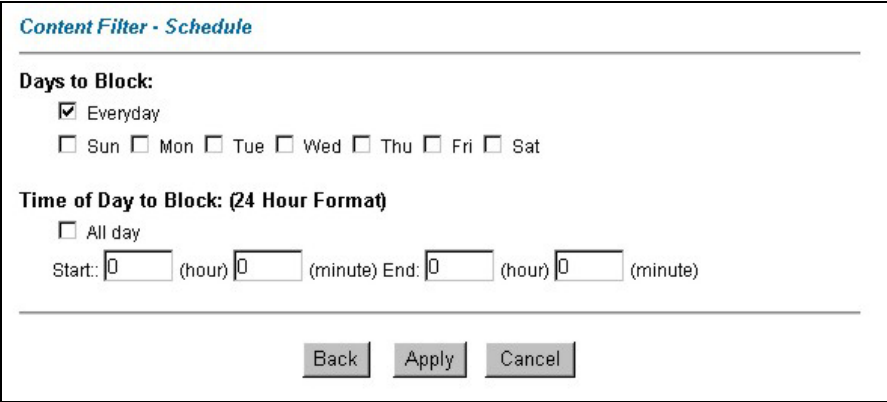 Content Filter - Schedule
Days to Block:
Everyday
Sun Mon Tue Wed Thu Fri Sat
Time of Day to Block: (24 Hour Format)
All day
Start:: 0 (hour) 0 (minute) End: 0 (hour) 0 (minute)
Back Apply Cancel